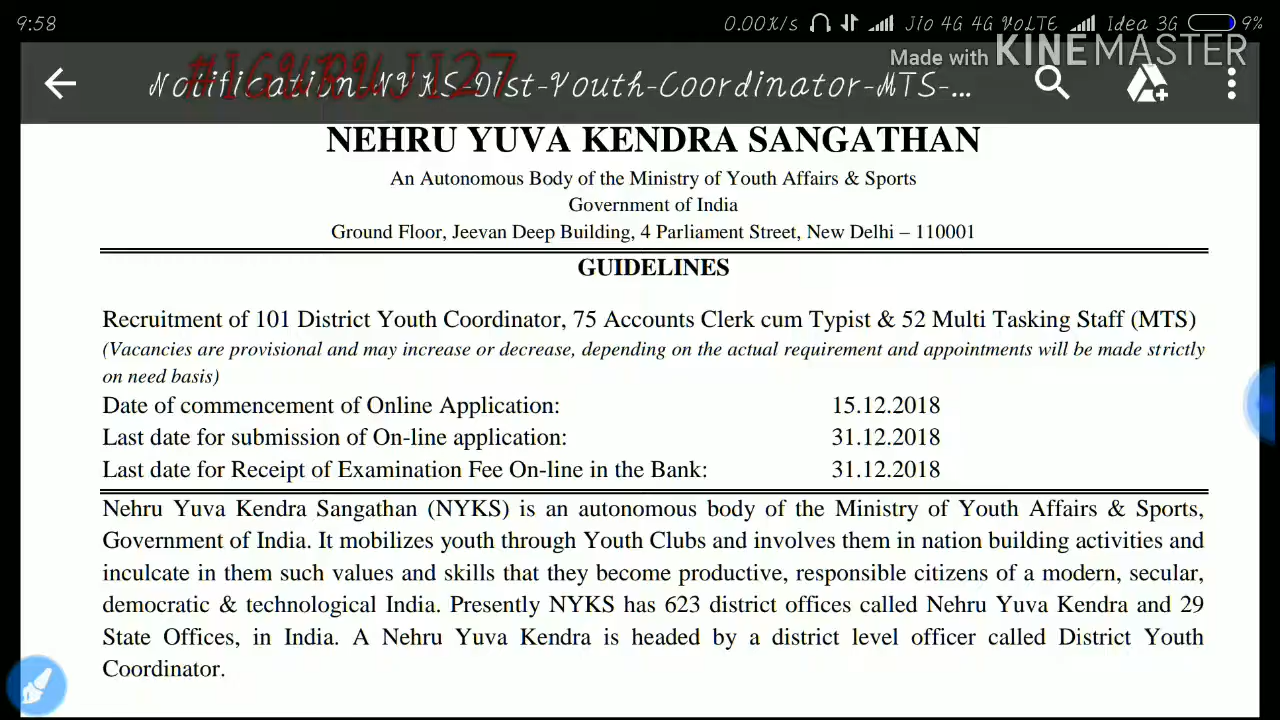 9:58 0.00K/s Jio 4G 4G VoLTE Idea 3G 9%
Made with KINEMASTER
Notification-NYKS-Dist-Youth-Coordinator-MTS-...
NEHRU YUVA KENDRA SANGATHAN
An Autonomous Body of the Ministry of Youth Affairs & Sports
Government of India
Ground Floor, Jeevan Deep Building, 4 Parliament Street, New Delhi – 110001
GUIDELINES
Recruitment of 101 District Youth Coordinator, 75 Accounts Clerk cum Typist & 52 Multi Tasking Staff (MTS)
(Vacancies are provisional and may increase or decrease, depending on the actual requirement and appointments will be made strictly
on need basis)
Date of commencement of Online Application: 15.12.2018
Last date for submission of On-line application: 31.12.2018
Last date for Receipt of Examination Fee On-line in the Bank: 31.12.2018
Nehru Yuva Kendra Sangathan (NYKS) is an autonomous body of the Ministry of Youth Affairs & Sports,
Government of India. It mobilizes youth through Youth Clubs and involves them in nation building activities and
inculcate in them such values and skills that they become productive, responsible citizens of a modern, secular,
democratic & technological India. Presently NYKS has 623 district offices called Nehru Yuva Kendra and 29
State Offices, in India. A Nehru Yuva Kendra is headed by a district level officer called District Youth
Coordinator.